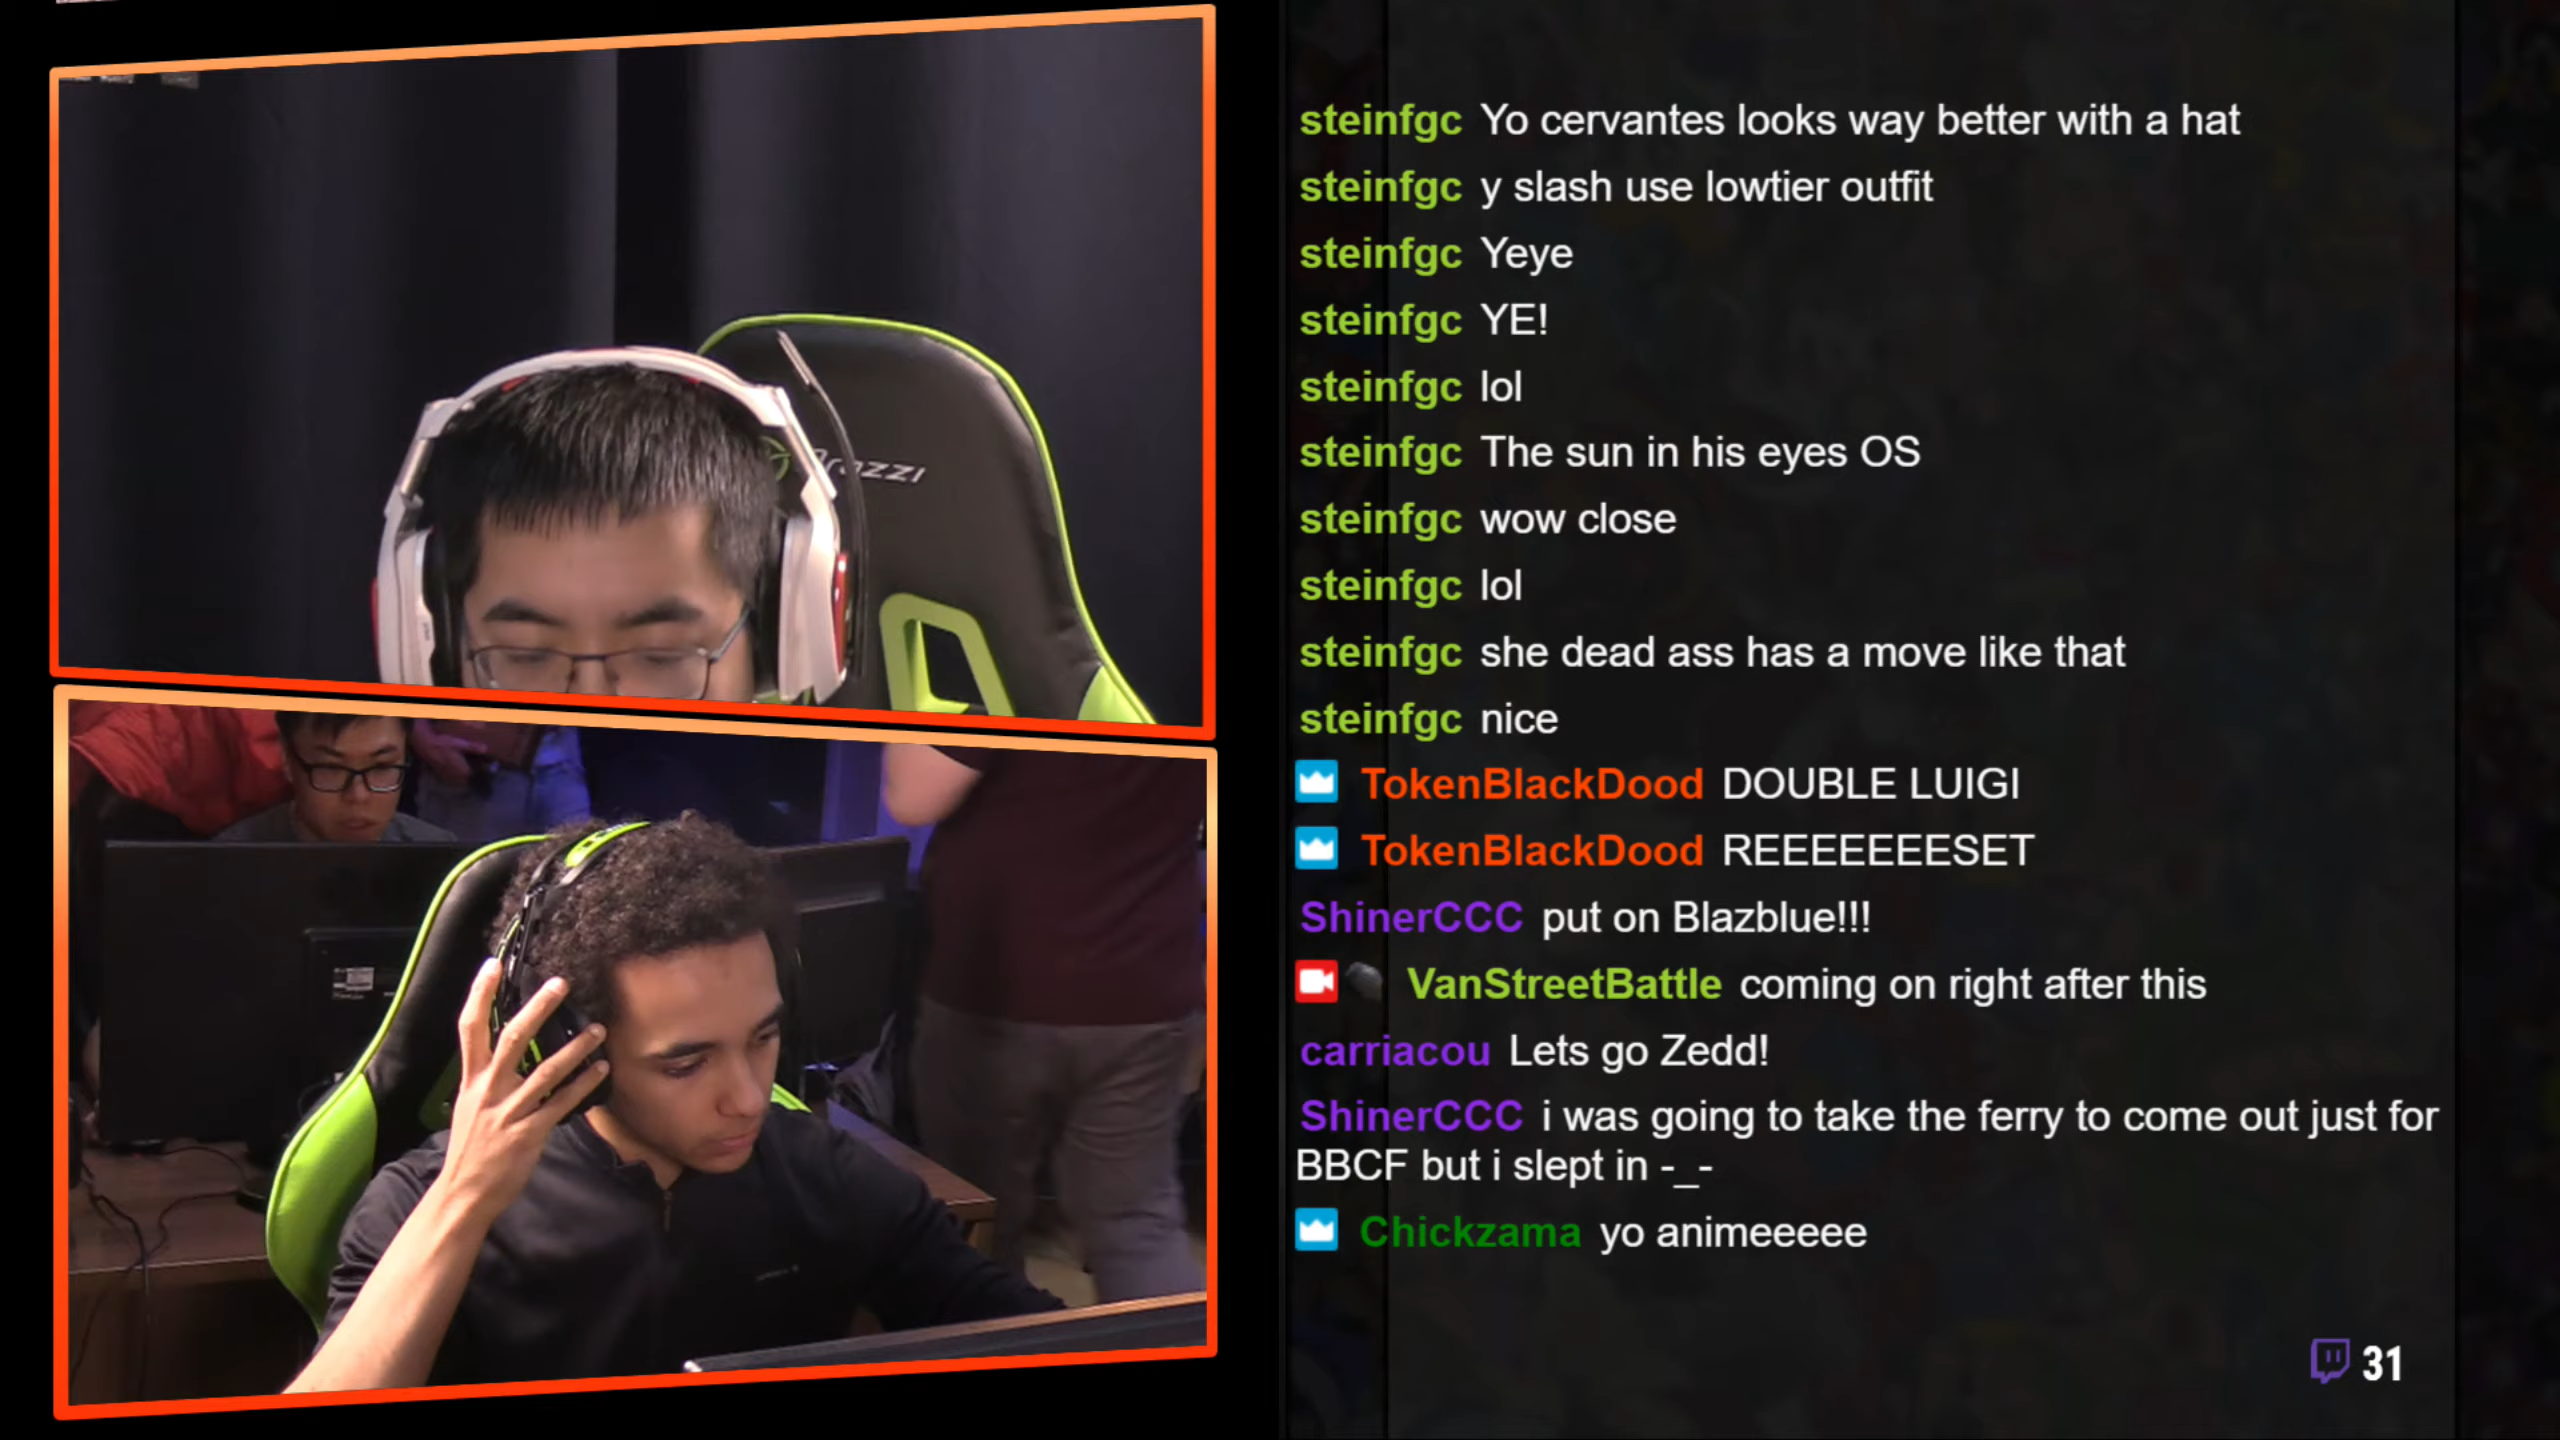 steinfgc Yo cervantes looks way better with a hat
steinfgc y slash use lowtier outfit
steinfgc Yeye
steinfgc YE!
steinfgc lol
steinfgc The sun in his eyes OS
steinfgc wow close
steinfgc lol
steinfgc she dead ass has a move like that
steinfgc nice
TokenBlackDood DOUBLE LUIGI
TokenBlackDood REEEEEEESET
ShinerCCC put on Blazblue!!!
VanStreetBattle coming on right after this
carriacou Lets go Zedd!
ShinerCCC i was going to take the ferry to come out just for
BBCF but i slept in -_-
Chickzama yo animeeeee
31